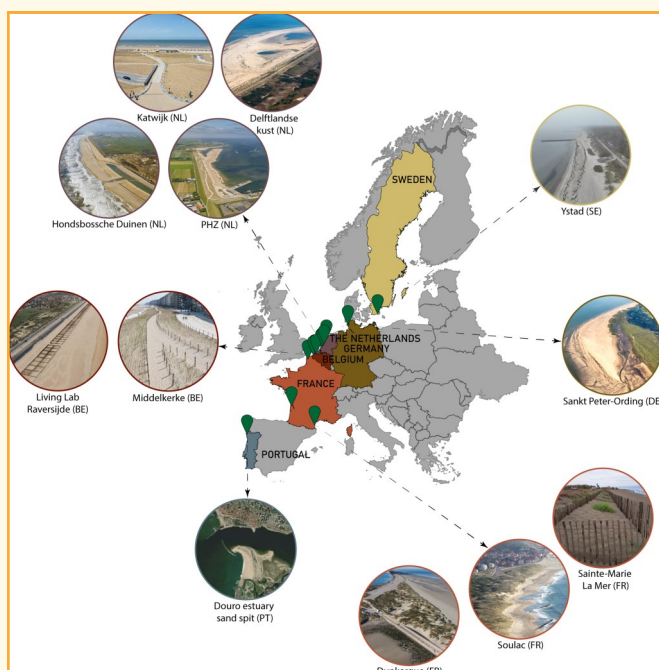 Katwijk (NL)
Delftlandse
kust (NL)
Hondsbossche Duinen (NL)
PHZ (NL)
SWEDEN
Ystad (SE)
THE NETHERLANDS
GERMANY
BELGIUM
FRANCE
PORTUGAL
Living Lab
Raversijde (BE)
Middelkerke (BE)
Sankt Peter-Ording (DE)
Douro estuary
sand spit (PT)
Sainte-Marie
La Mer (FR)
Soulac (FR)